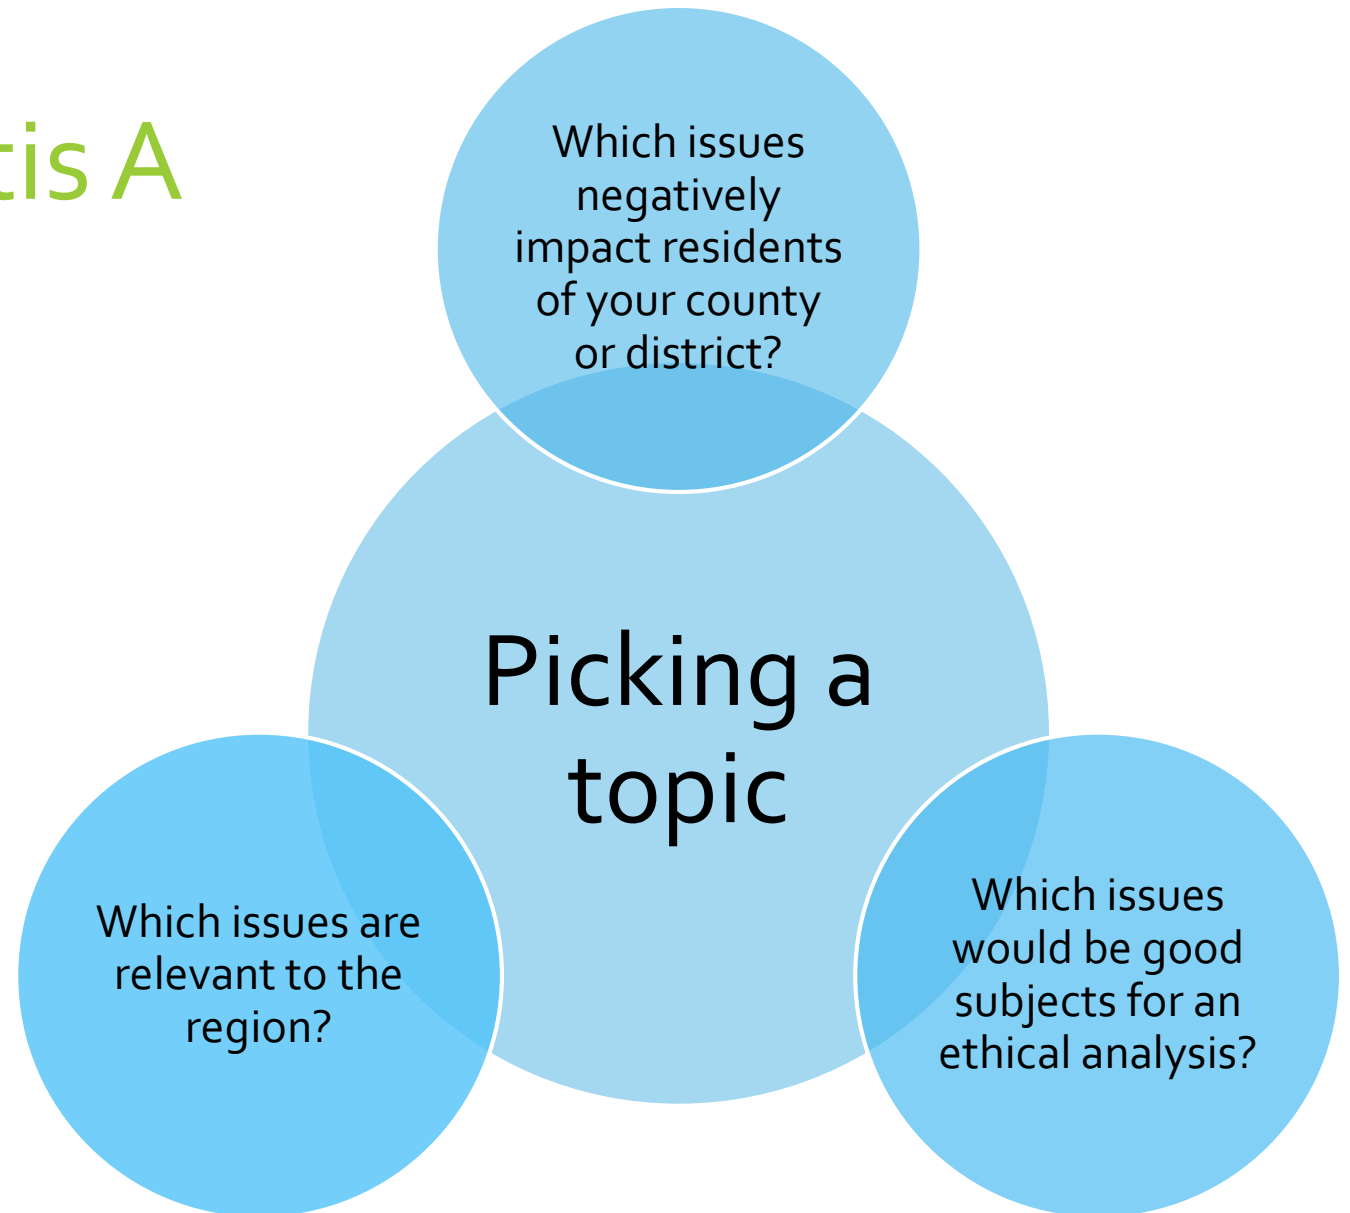 tis A
Which issues
negatively
impact residents
of your county
or district?
Picking a
topic
Which issues are
relevant to the
region?
Which issues
would be good
subjects for an
ethical analysis?